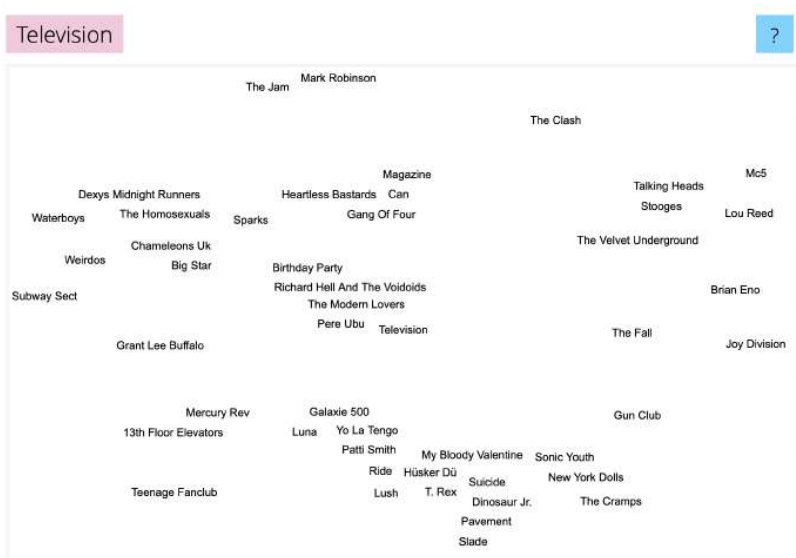 Television
?
Mark Robinson
The Jam
The Clash
Magazine
Mc5
Talking Heads
Dexys Midnight Runners
Heartless Bastards
Can
Stooges
Lou Reed
Waterboys
The Homosexuals
Sparks
Gang Of Four
The Velvet Underground
Chameleons Uk
Weirdos
Big Star
Birthday Party
Richard Hell And The Voidoids
Brian Eno
Subway Sect
The Modern Lovers
Pere Ubu
Television
The Fall
Grant Lee Buffalo
Joy Division
Mercury Rev
Galaxie 500
Gun Club
13th Floor Elevators
Luna
Yo La Tengo
Patti Smith
My Bloody Valentine
Sonic Youth
Ride
Hüsker Dü
New York Dolls
Suicide
Teenage Fanclub
Lush
T. Rex
Dinosaur Jr.
The Cramps
Pavement
Slade